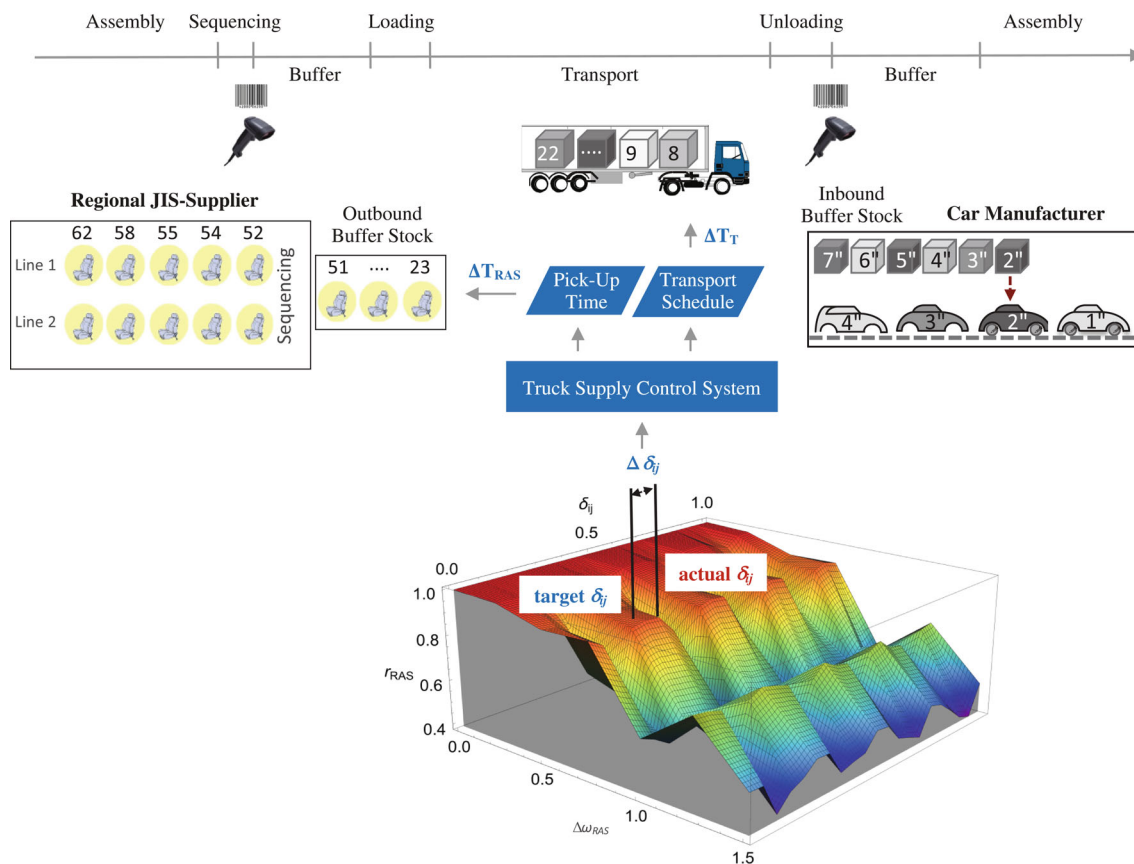 Assembly
Sequencing
Loading
Unloading
Assembly
Buffer
Transport
Buffer
22 .... 9 8
Regional JIS-Supplier
62 58 55 54 52
Line 1
Line 2
Sequencing
Outbound
Buffer Stock
51 .... 23
ΔT_RAS
Pick-Up
Time
Transport
Schedule
ΔT_T
Inbound
Buffer Stock
Car Manufacturer
7" 6" 5" 4" 3" 2"
4" 3" 2" 1"
Truck Supply Control System
Δ δ_ij
δ_ij
0.0
0.5
1.0
target δ_ij
actual δ_ij
r_RAS
1.0
0.8
0.6
0.4
0.0
0.5
1.0
1.5
Δω_RAS